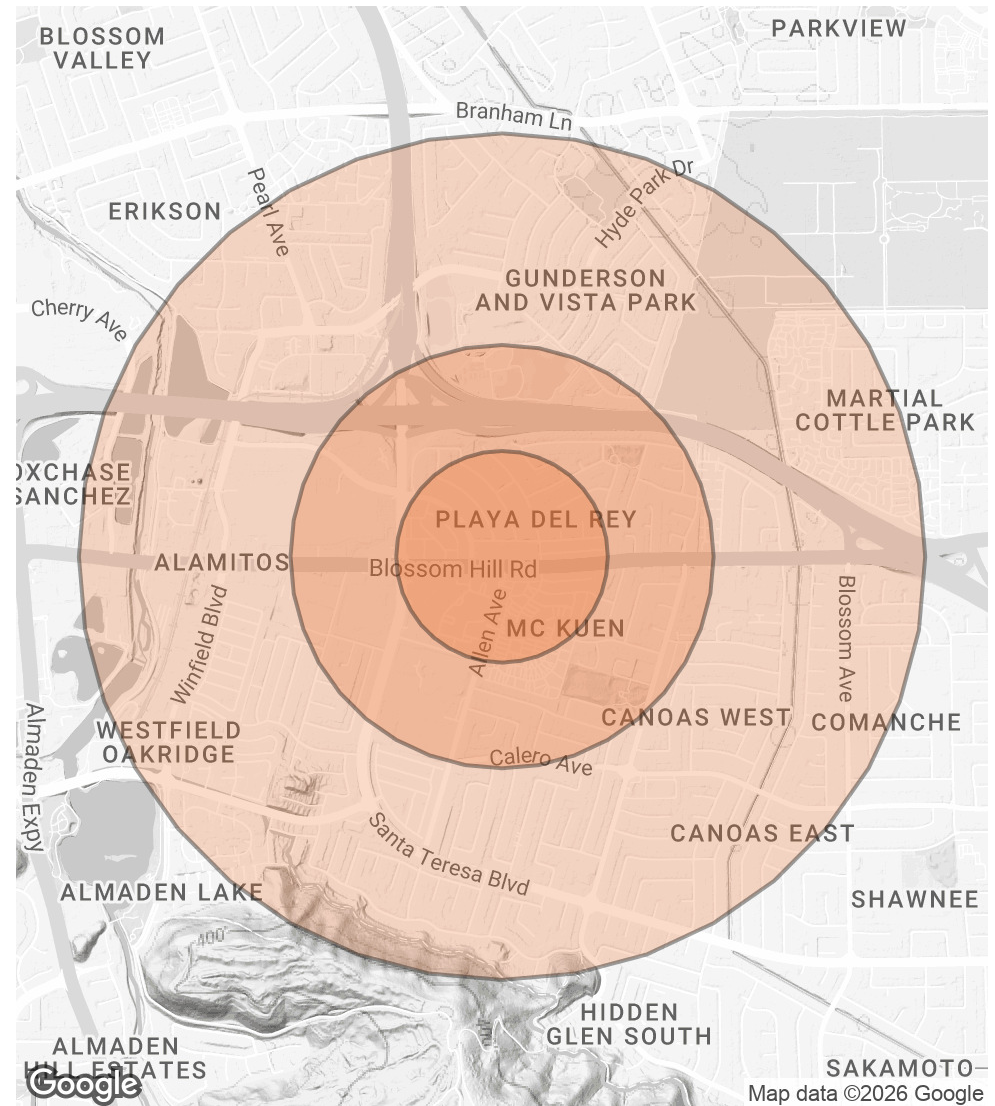 BLOSSOM
VALLEY
PARKVIEW
Branham Ln
Pearl Ave
Hyde Park Dr
ERIKSON
GUNDERSON
AND VISTA PARK
Cherry Ave
MARTIAL
COTTLE PARK
OXCHASE
SANCHEZ
PLAYA DEL REY
ALAMITOS
Blossom Hill Rd
Winfield Blvd
Allen Ave
MC KUEN
Blossom Ave
Almaden Expy
WESTFIELD
OAKRIDGE
CANOAS WEST
COMANCHE
Calero Ave
Santa Teresa Blvd
CANOAS EAST
ALMADEN LAKE
SHAWNEE
400'
HIDDEN
GLEN SOUTH
ALMADEN
HILL ESTATES
SAKAMOTO
Google
Map data ©2026 Google